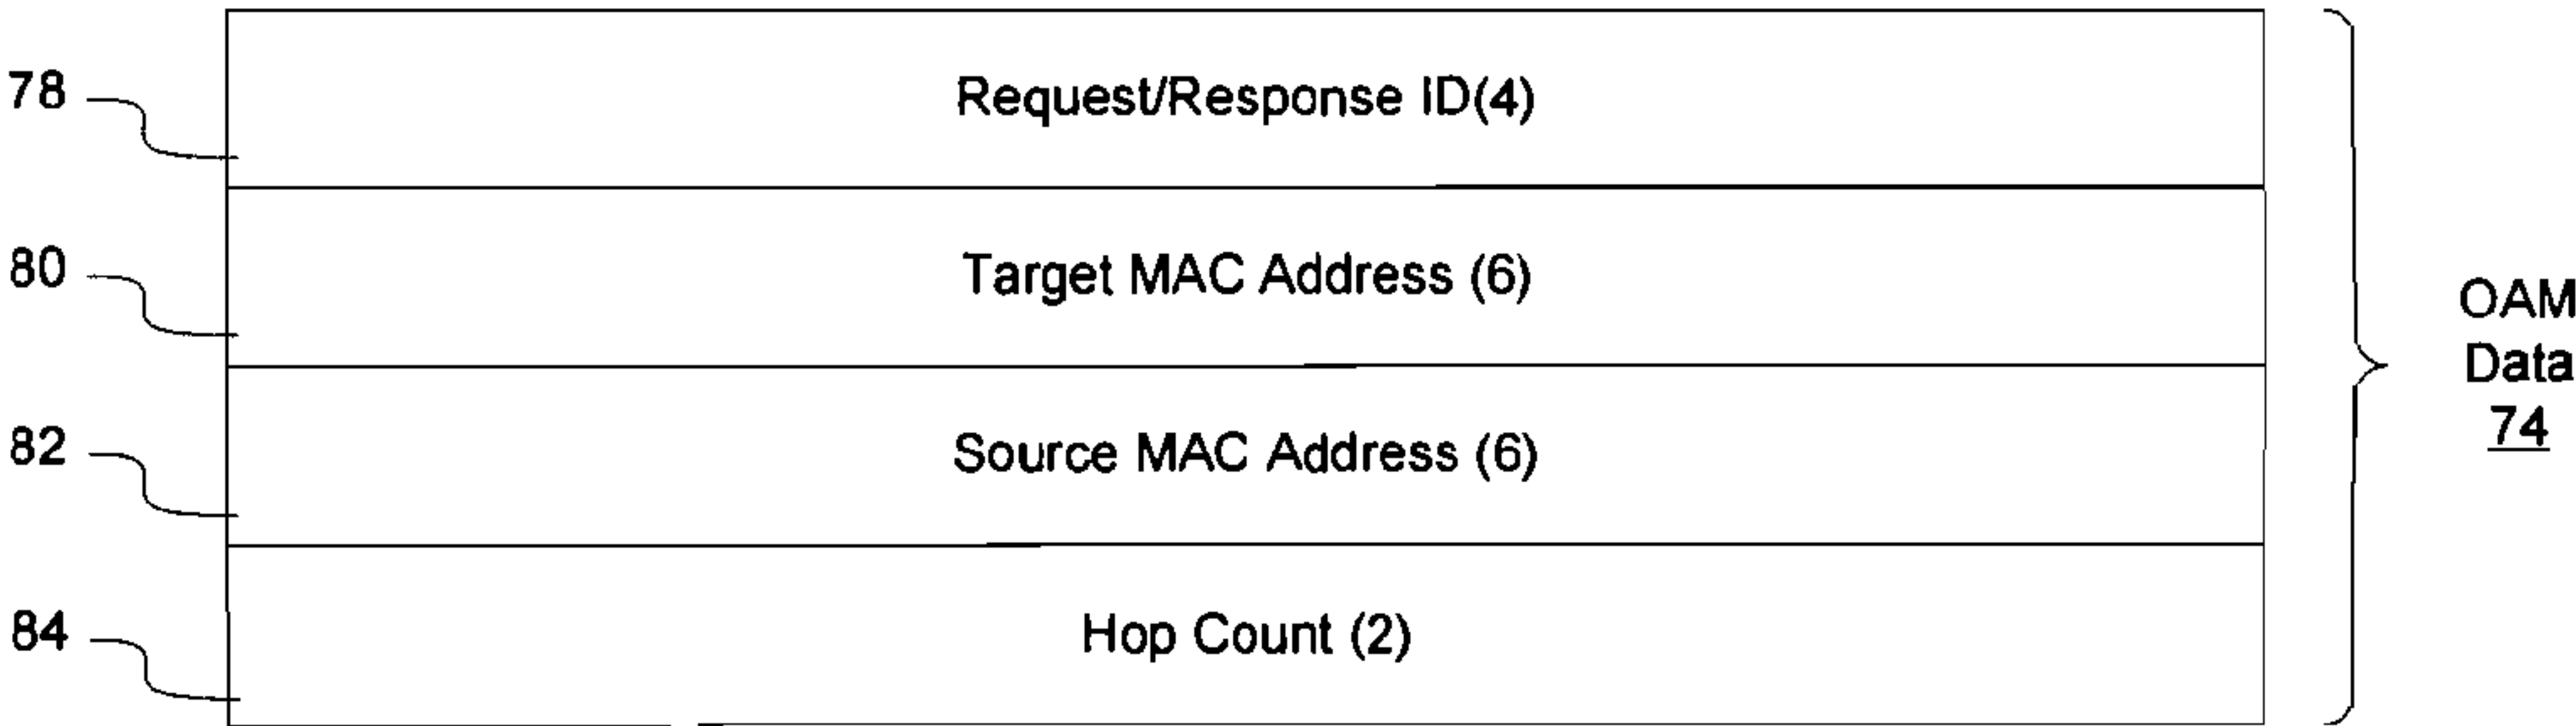 78
Request/Response ID(4)
80
Target MAC Address (6)
82
Source MAC Address (6)
84
Hop Count (2)
OAM
Data
74